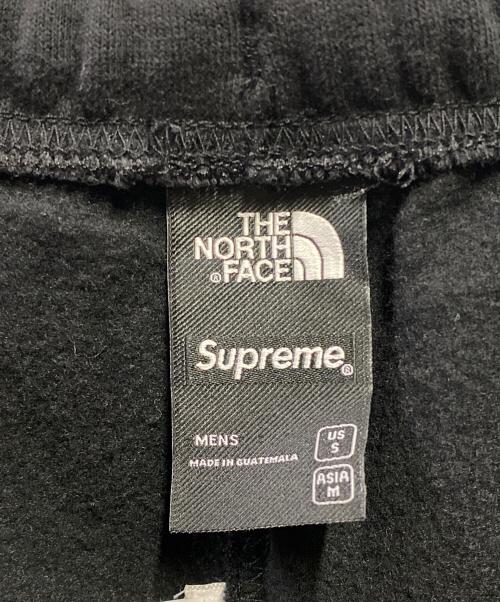 THE
NORTH
® FACE
Supreme®
MENS
US
S
MADE IN GUATEMALA
ASIA
M